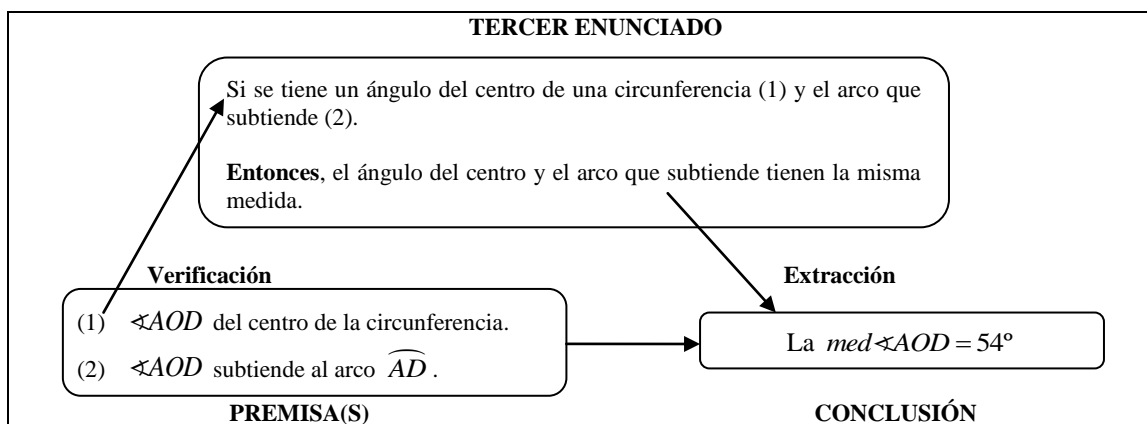 TERCER ENUNCIADO
Si se tiene un ángulo del centro de una circunferencia (1) y el arco que
subtiende (2).
Entonces, el ángulo del centro y el arco que subtiende tienen la misma
medida.
Verificación
Extracción
(1) ∢AOD del centro de la circunferencia.
(2) ∢AOD subtiende al arco \widehat{AD}.
La med∢AOD = 54º
PREMISA(S)
CONCLUSIÓN